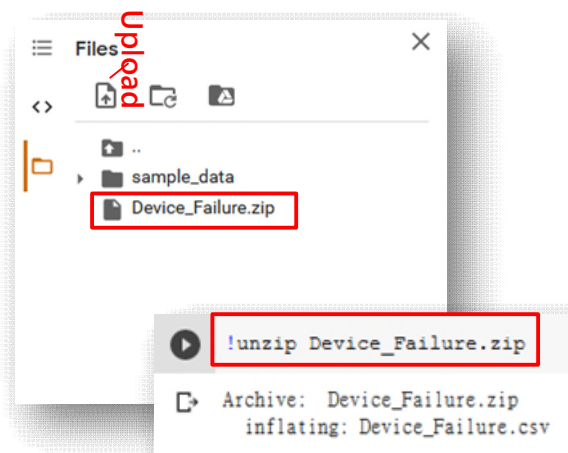 Files
Upload
..
sample_data
Device_Failure.zip
!unzip Device_Failure.zip
Archive: Device_Failure.zip
inflating: Device_Failure.csv